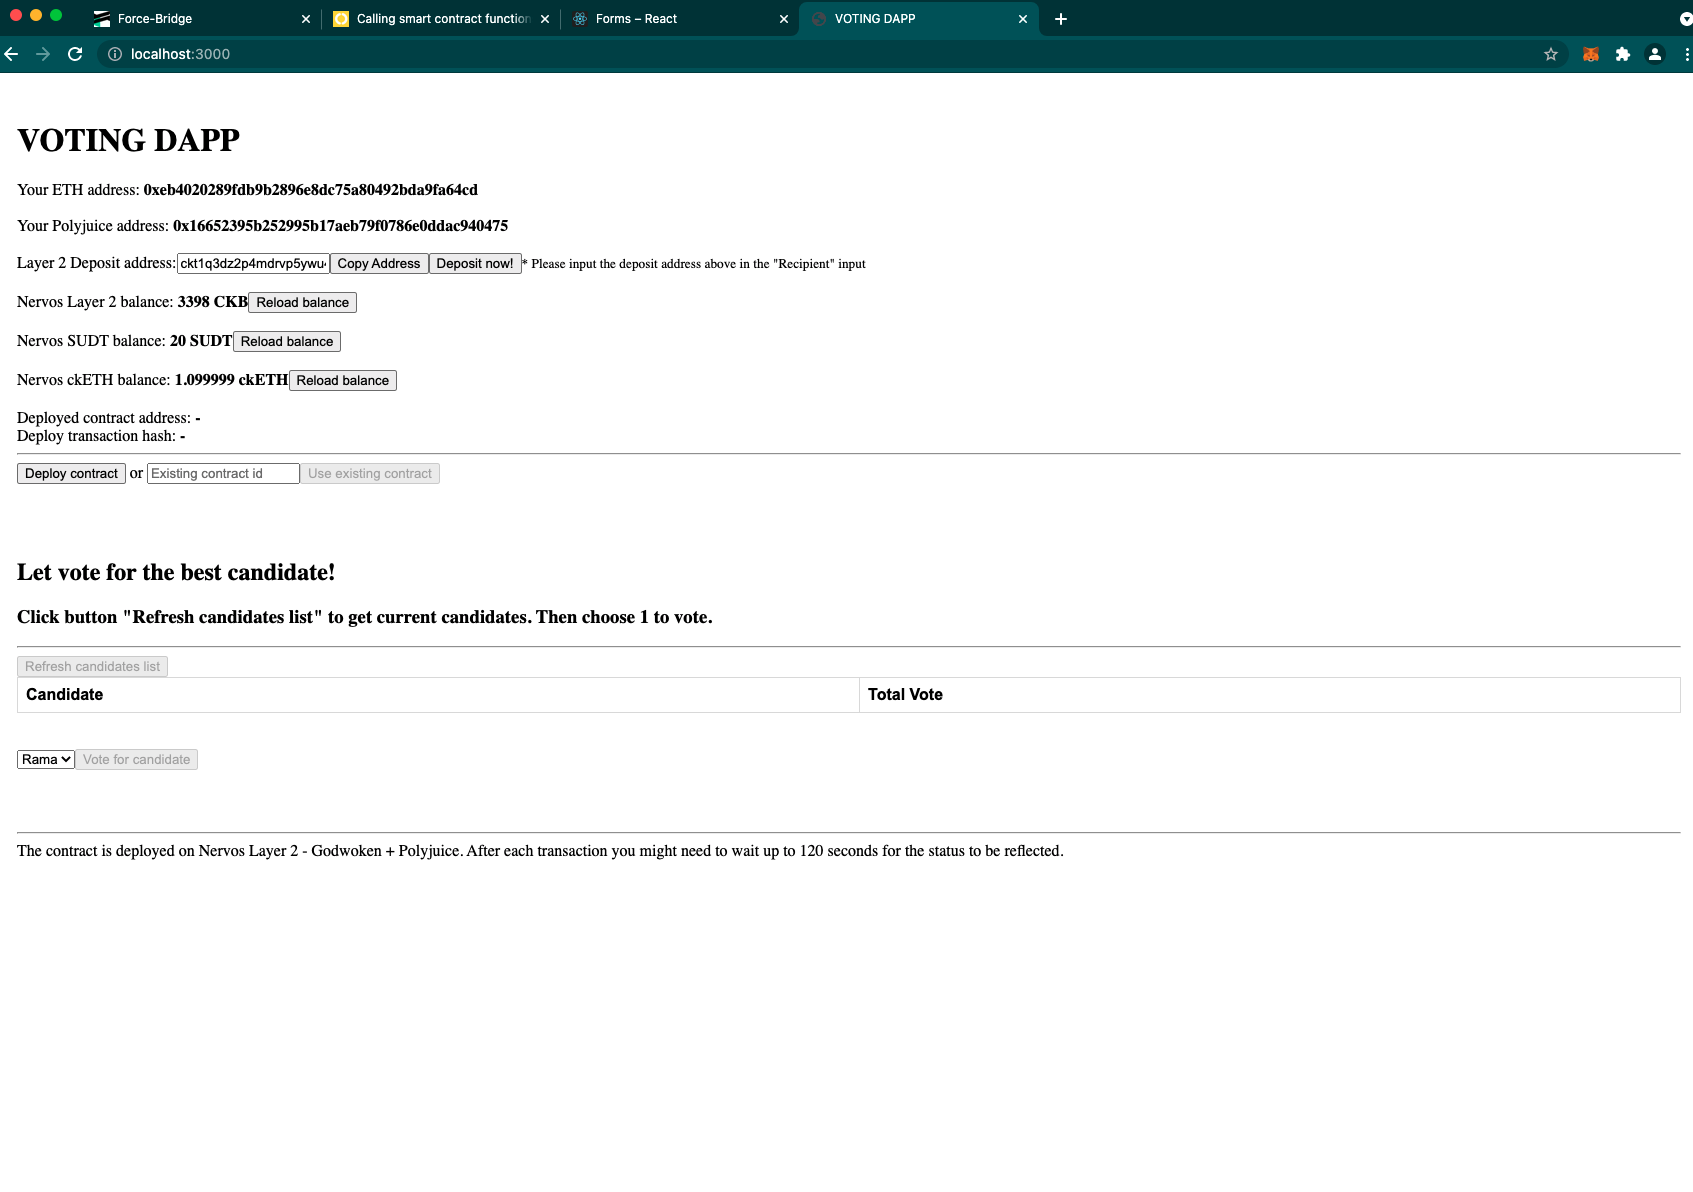 Force-Bridge
Calling smart contract function
Forms – React
VOTING DAPP
localhost:3000
VOTING DAPP
Your ETH address: 0xeb4020289fdb9b2896e8dc75a80492bda9fa64cd
Your Polyjuice address: 0x16652395b252995b17aeb79f0786e0ddac940475
Layer 2 Deposit address: ckt1q3dz2p4mdrvp5ywu Copy Address Deposit now! * Please input the deposit address above in the "Recipient" input
Nervos Layer 2 balance: 3398 CKB Reload balance
Nervos SUDT balance: 20 SUDT Reload balance
Nervos ckETH balance: 1.099999 ckETH Reload balance
Deployed contract address: -
Deploy transaction hash: -
Deploy contract or Existing contract id Use existing contract
Let vote for the best candidate!
Click button "Refresh candidates list" to get current candidates. Then choose 1 to vote.
Refresh candidates list
Candidate Total Vote
Rama Vote for candidate
The contract is deployed on Nervos Layer 2 - Godwoken + Polyjuice. After each transaction you might need to wait up to 120 seconds for the status to be reflected.